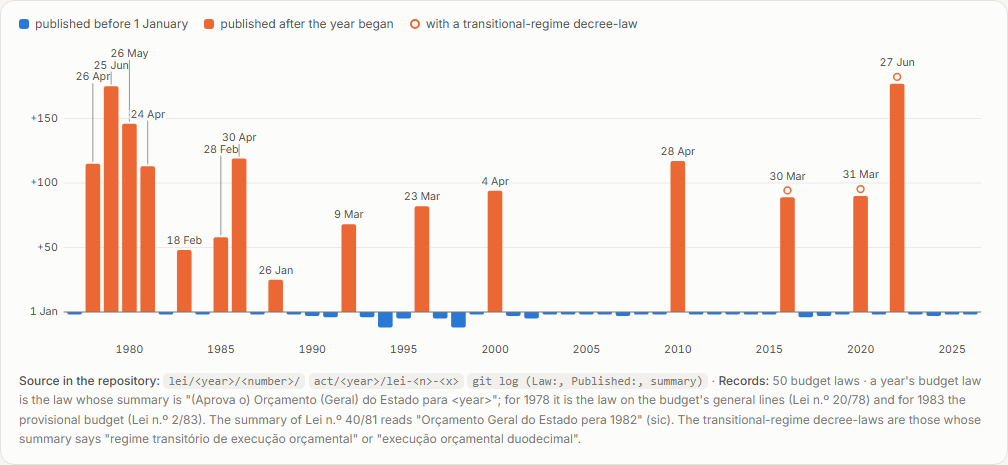 published before 1 January published after the year began with a transitional-regime decree-law
26 May
25 Jun
26 Apr
27 Jun
+150
24 Apr
30 Apr
28 Feb
28 Apr
+100
30 Mar
31 Mar
4 Apr
23 Mar
9 Mar
+50
18 Feb
26 Jan
1 Jan
1980 1985 1990 1995 2000 2005 2010 2015 2020 2025
Source in the repository: lei/<year>/<number>/ act/<year>/lei-<n>-<x> git log (Law:, Published:, summary) · Records: 50 budget laws · a year's budget law
is the law whose summary is "(Aprova o) Orçamento (Geral) do Estado para <year>"; for 1978 it is the law on the budget's general lines (Lei n.º 20/78) and for 1983 the
provisional budget (Lei n.º 2/83). The summary of Lei n.º 40/81 reads "Orçamento Geral do Estado pera 1982" (sic). The transitional-regime decree-laws are those whose
summary says "regime transitório de execução orçamental" or "execução orçamental duodecimal".